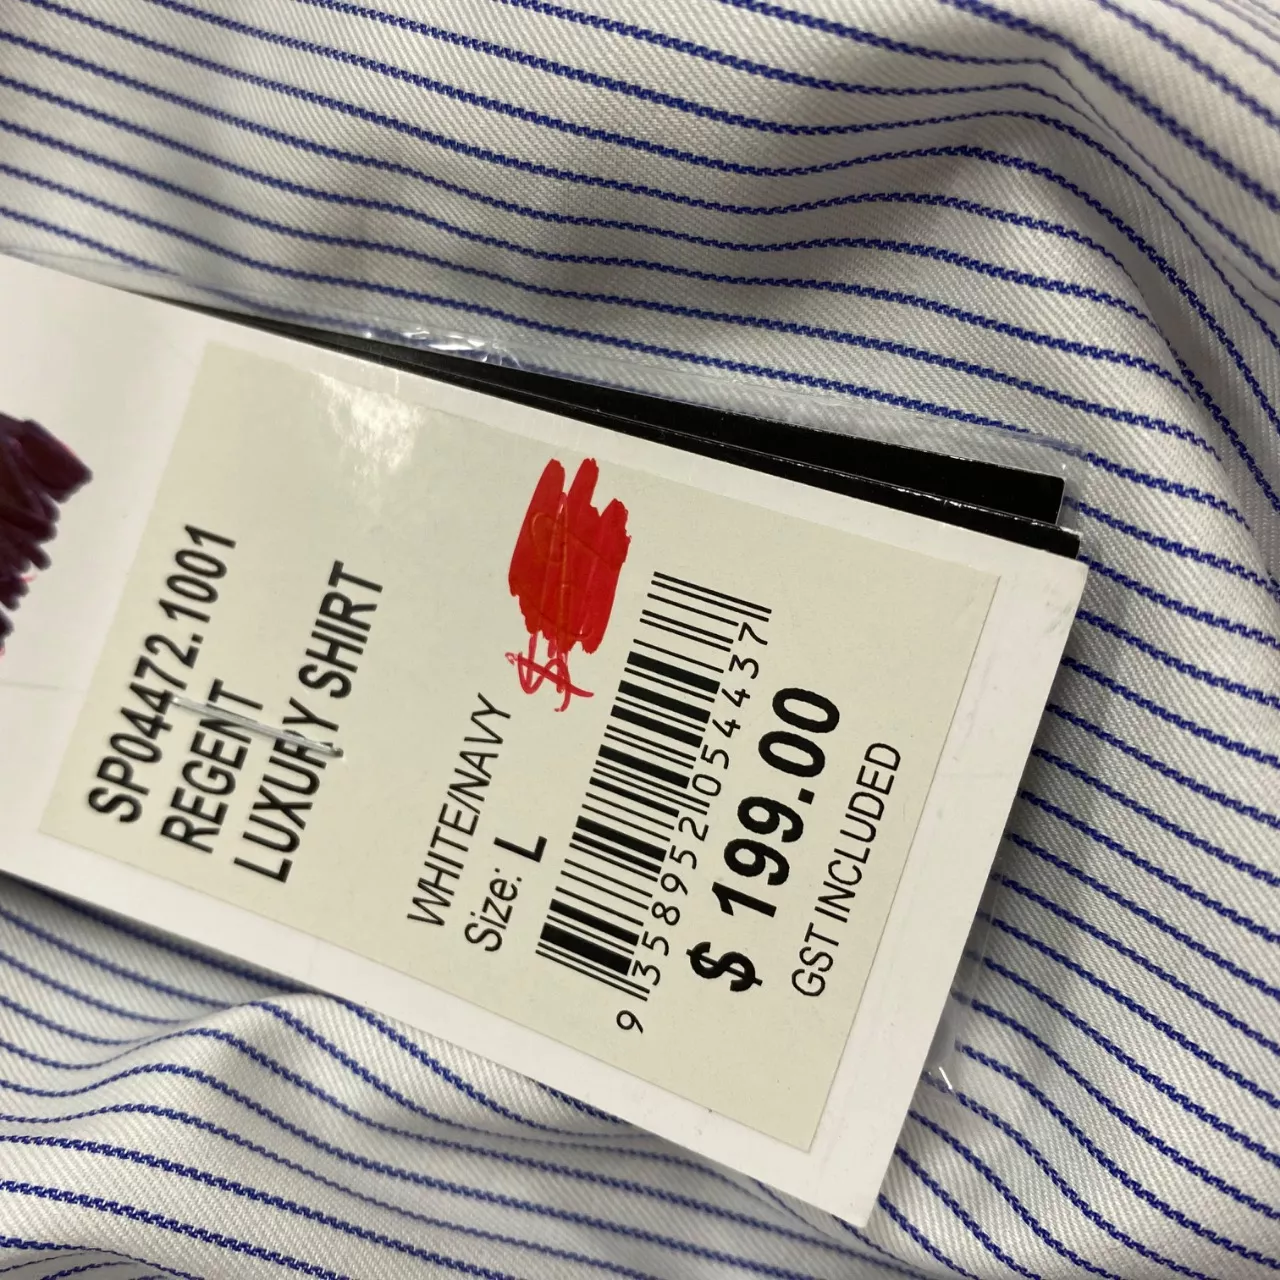 SP04472.1001
REGENT
LUXURY SHIRT
WHITE/NAVY
Size: L
$
9 358952 054437
$ 199.00
GST INCLUDED